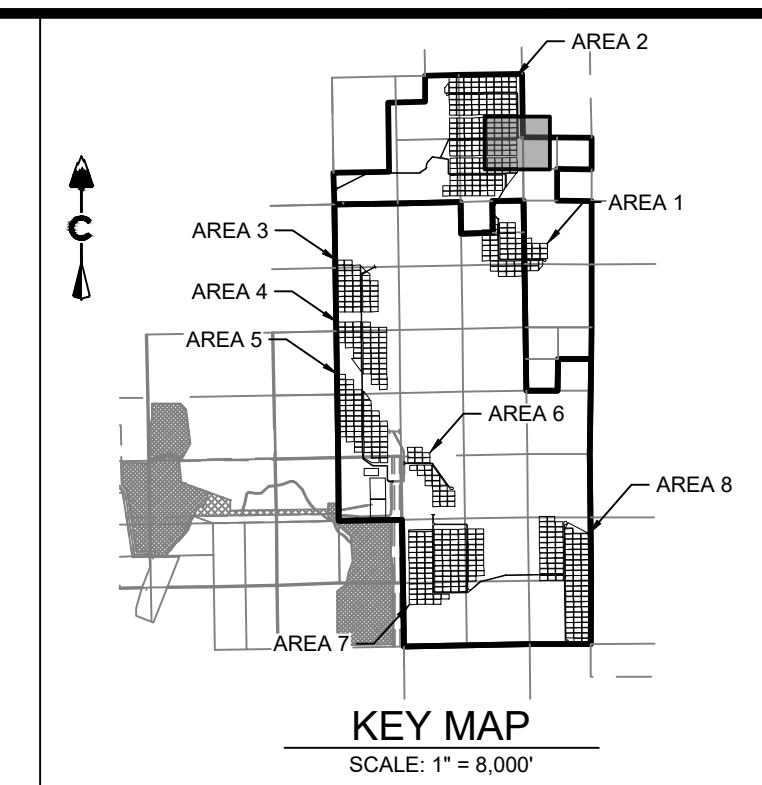 AREA 2
C
AREA 1
AREA 3
AREA 4
AREA 5
AREA 6
AREA 8
AREA 7
KEY MAP
SCALE: 1" = 8,000'